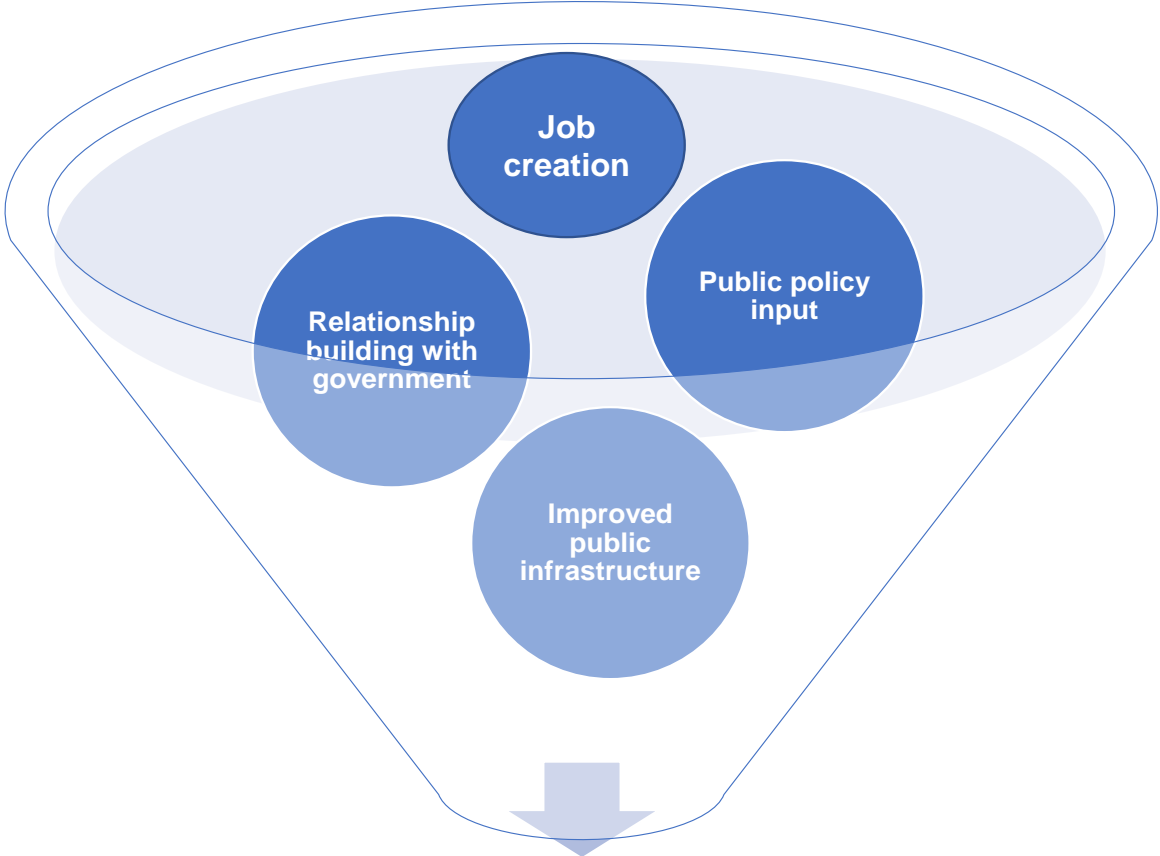 Job
creation
Public policy
input
Relationship
building with
government
Improved
public
infrastructure